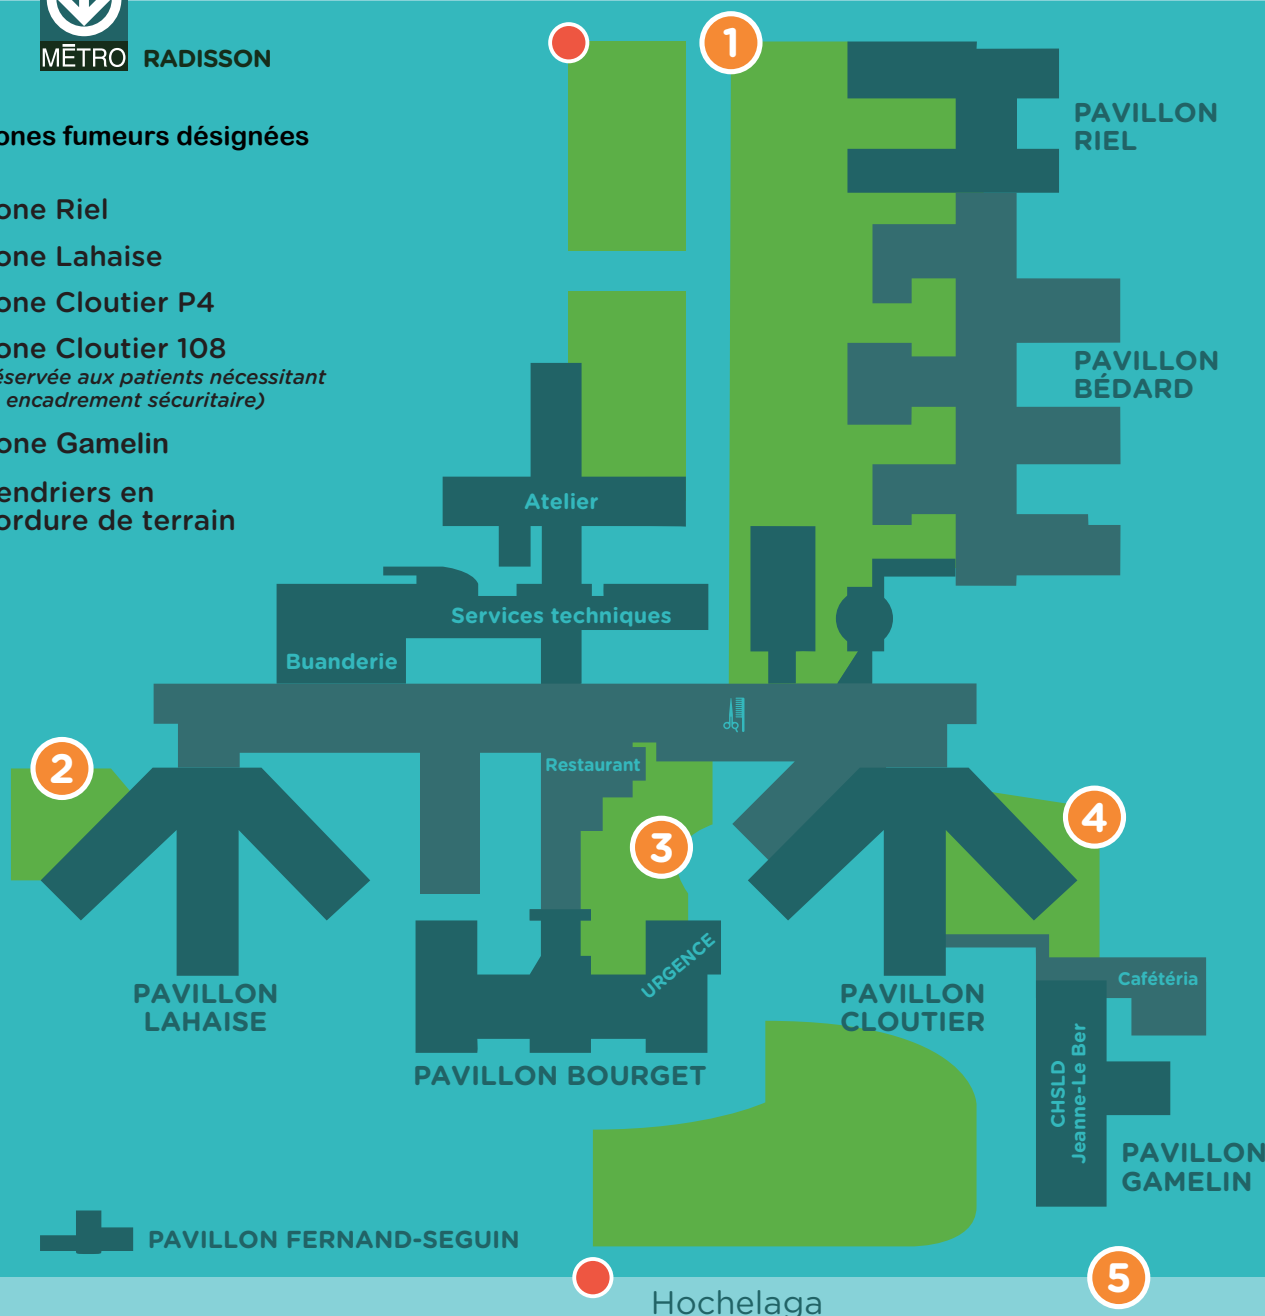 MĒTRO RADISSON
1
PAVILLON
RIEL
ones fumeurs désignées
one Riel
one Lahaise
one Cloutier P4
one Cloutier 108
éservée aux patients nécessitant
encadrement sécuritaire)
one Gamelin
endriers en
ordure de terrain
PAVILLON
BÉDARD
Atelier
Services techniques
Buanderie
2
Restaurant
3
4
URGENCE
PAVILLON
LAHAISE
PAVILLON BOURGET
PAVILLON
CLOUTIER
Cafétéria
CHSLD
Jeanne-Le Ber
PAVILLON
GAMELIN
PAVILLON FERNAND-SEGUIN
5
Hochelaga